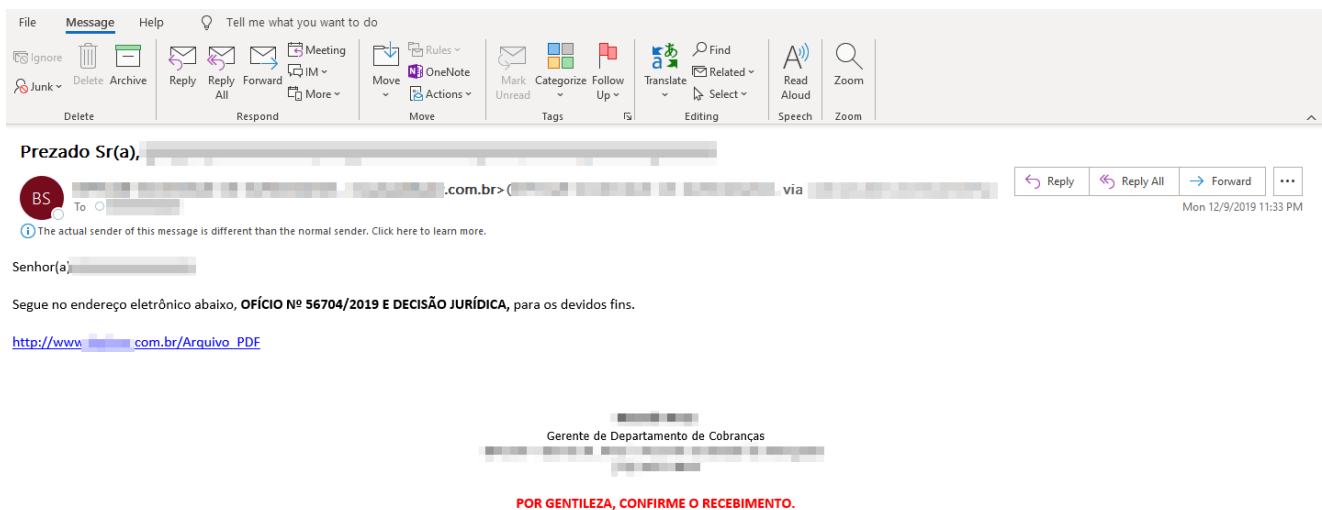 File Message Help Tell me what you want to do
Ignore
Junk
Delete
Archive
Reply
Reply All
Forward
Meeting
IM
More
Move
Rules
OneNote
Actions
Mark Unread
Categorize
Follow Up
Translate
Find
Related
Select
Read Aloud
Zoom
Delete Respond Move Tags Editing Speech Zoom
Prezado Sr(a),
BS
.com.br> ( via
To
Reply Reply All Forward
Mon 12/9/2019 11:33 PM
The actual sender of this message is different than the normal sender. Click here to learn more.
Senhor(a)
Segue no endereço eletrônico abaixo, OFÍCIO Nº 56704/2019 E DECISÃO JURÍDICA, para os devidos fins.
http://www com.br/Arquivo_PDF
Gerente de Departamento de Cobranças
POR GENTILEZA, CONFIRME O RECEBIMENTO.